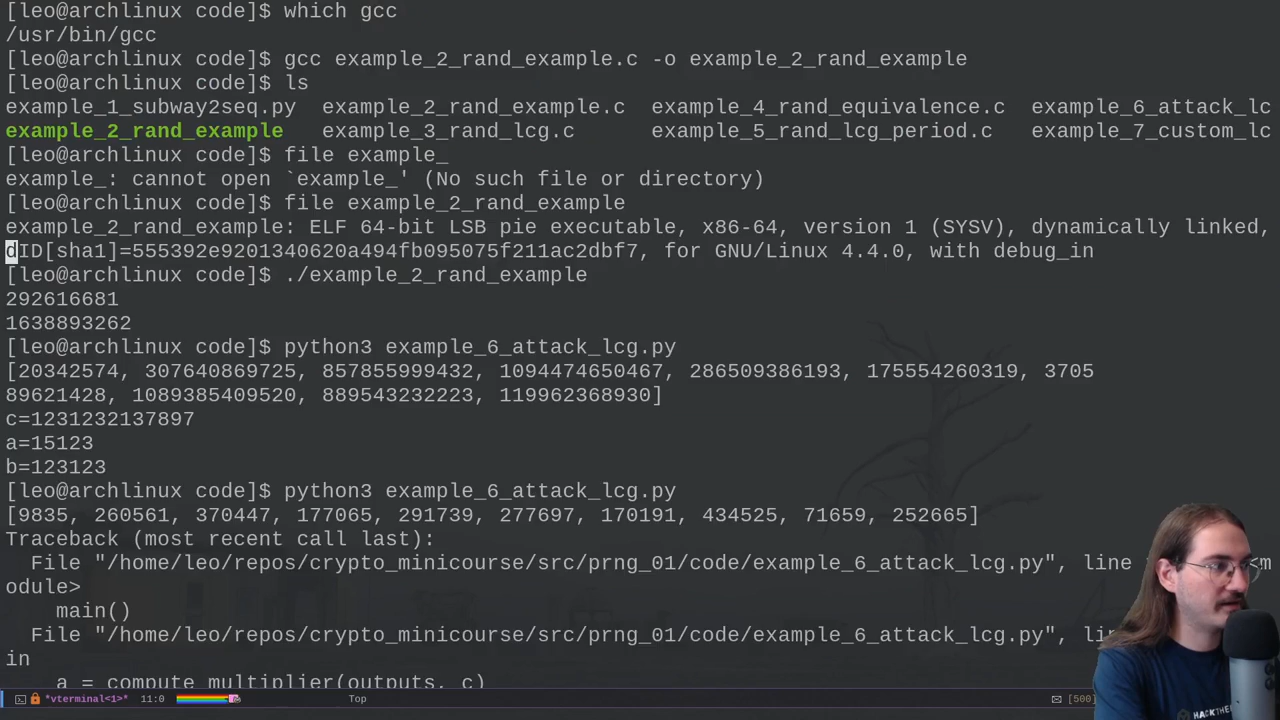 [leo@archlinux code]$ which gcc
/usr/bin/gcc
[leo@archlinux code]$ gcc example_2_rand_example.c -o example_2_rand_example
[leo@archlinux code]$ ls
example_1_subway2seq.py  example_2_rand_example.c  example_4_rand_equivalence.c  example_6_attack_lc
example_2_rand_example   example_3_rand_lcg.c      example_5_rand_lcg_period.c   example_7_custom_lc
[leo@archlinux code]$ file example_
example_: cannot open `example_' (No such file or directory)
[leo@archlinux code]$ file example_2_rand_example
example_2_rand_example: ELF 64-bit LSB pie executable, x86-64, version 1 (SYSV), dynamically linked,
dID[sha1]=555392e9201340620a494fb095075f211ac2dbf7, for GNU/Linux 4.4.0, with debug_in
[leo@archlinux code]$ ./example_2_rand_example
292616681
1638893262
[leo@archlinux code]$ python3 example_6_attack_lcg.py
[20342574, 307640869725, 857855999432, 1094474650467, 286509386193, 175554260319, 3705
89621428, 1089385409520, 889543232223, 119962368930]
c=1231232137897
a=15123
b=123123
[leo@archlinux code]$ python3 example_6_attack_lcg.py
[9835, 260561, 370447, 177065, 291739, 277697, 170191, 434525, 71659, 252665]
Traceback (most recent call last):
  File "/home/leo/repos/crypto_minicourse/src/prng_01/code/example_6_attack_lcg.py", line <m
odule>
    main()
  File "/home/leo/repos/crypto_minicourse/src/prng_01/code/example_6_attack_lcg.py", li
in
    a = compute_multiplier(outputs, c)
*vterminal<1>* 11:0 Top [500]